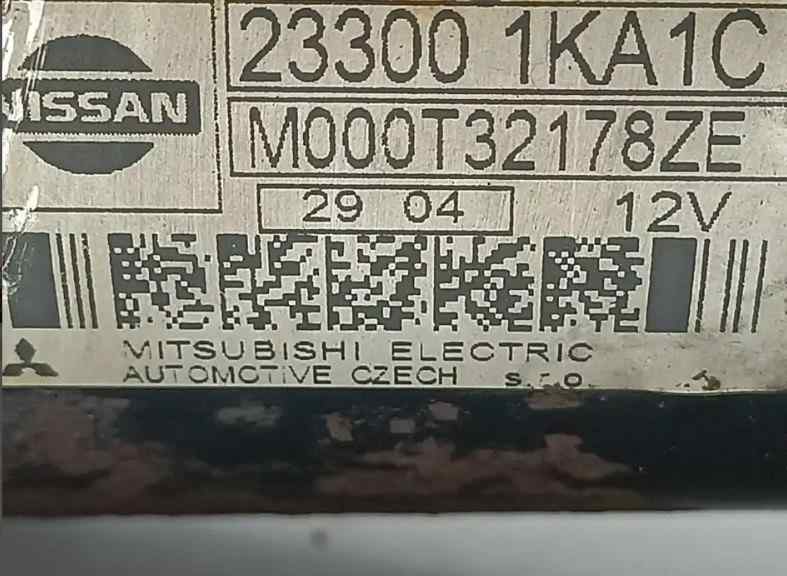 NISSAN
23300 1KA1C
M000T32178ZE
29 04 12V
MITSUBISHI ELECTRIC
AUTOMOTIVE CZECH s.r.o.